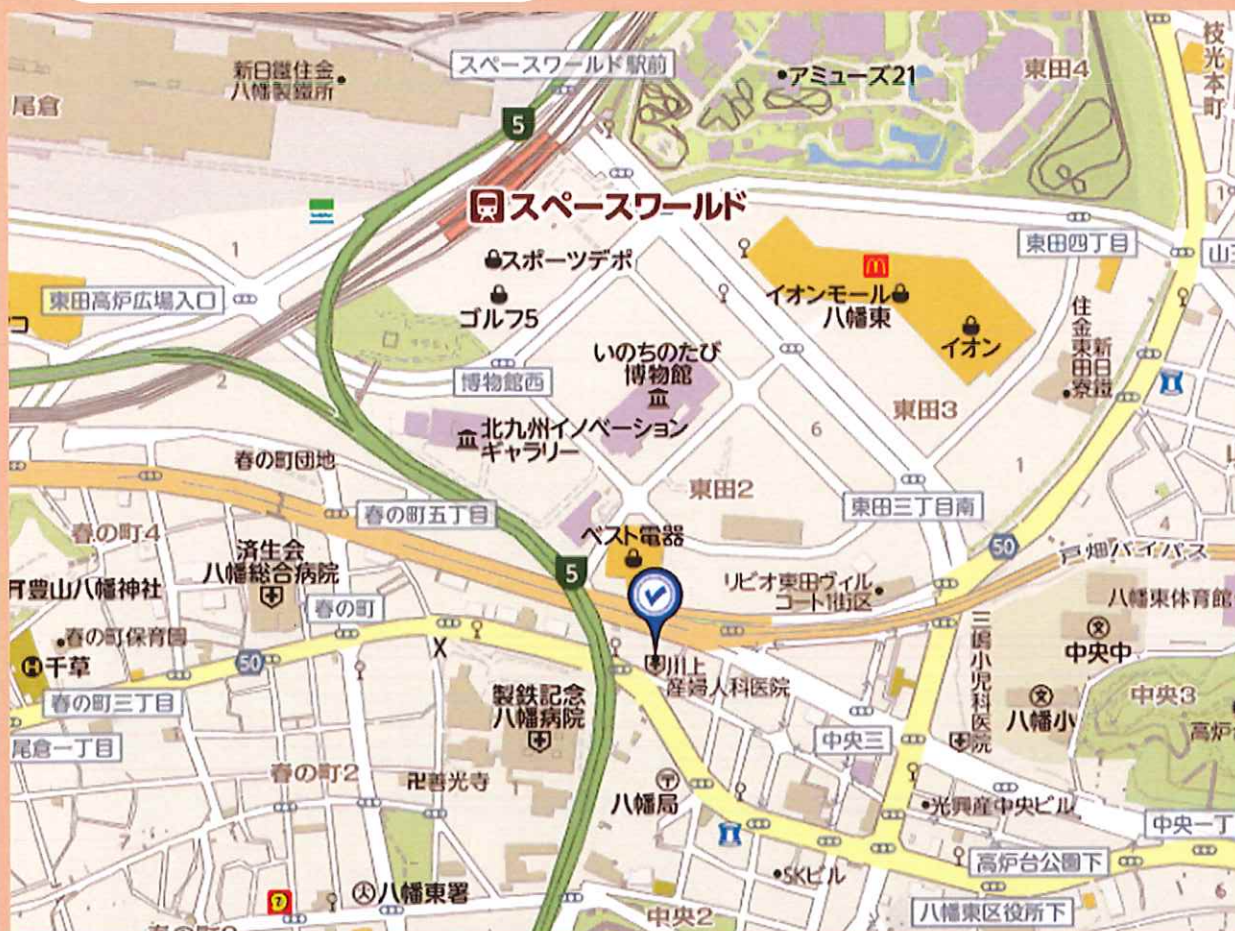 スペースワールド駅前
アミューズ21
東田4
枝光本町
新日鐵住金
八幡製鐵所
尾倉
5
スペースワールド
19
1
スポーツデポ
東田四丁目
東田高炉広場入口
ゴルフ5
イオンモール
八幡東
イオン
住金東田寮
新日鐵
いのちのたび
博物館
2
博物館西
東田3
北九州イノベーション
ギャラリー
6
春の町団地
1
東田2
東田三丁目南
春の町五丁目
春の町4
4
ベスト電器
50
戸畑バイパス
済生会
八幡総合病院
5
豊山八幡神社
リビオ東田ヴィル
コート1街区
八幡東体育館
春の町
春の町保育園
中央中
千草
50
X
川上
産婦人科医院
三嶋小児科医院
春の町三丁目
製鉄記念
八幡病院
中央3
八幡小
尾倉一丁目
中央三
春の町2
卍善光寺
八幡局
光興産中央ビル
中央一丁
高炉台公園下
SKビル
1
6
八幡東署
中央2
八幡東区役所下